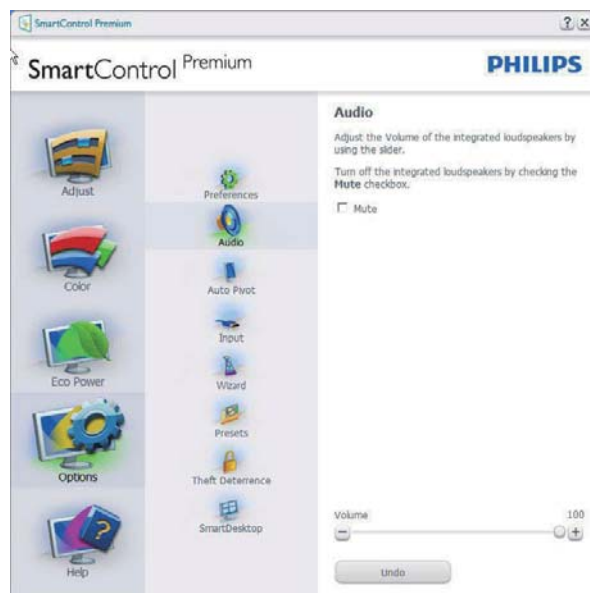 SmartControl Premium
SmartControl Premium
PHILIPS
Adjust
Color
Eco Power
Options
Help
Preferences
Audio
Auto Pivot
Input
Wizard
Presets
Theft Deterrence
SmartDesktop
Audio
Adjust the Volume of the integrated loudspeakers by
using the slider.
Turn off the integrated loudspeakers by checking the
Mute checkbox.
Mute
Volume 100
Undo